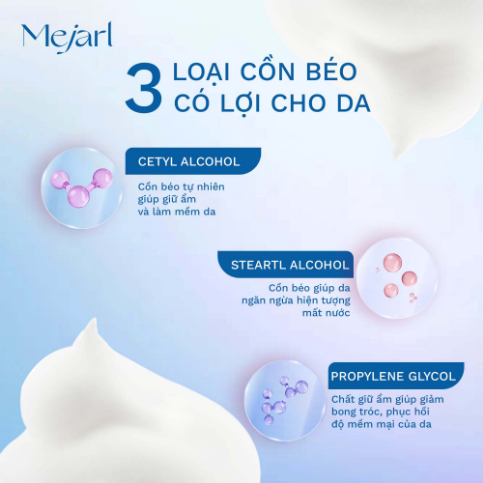 Mejarl
3 LOẠI CỒN BÉO
CÓ LỢI CHO DA
CETYL ALCOHOL
Cồn béo tự nhiên
giúp giữ ẩm
và làm mềm da
STEARTL ALCOHOL
Cồn béo giúp da
ngăn ngừa hiện tượng
mất nước
PROPYLENE GLYCOL
Chất giữ ẩm giúp giảm
bong tróc, phục hồi
độ mềm mại của da